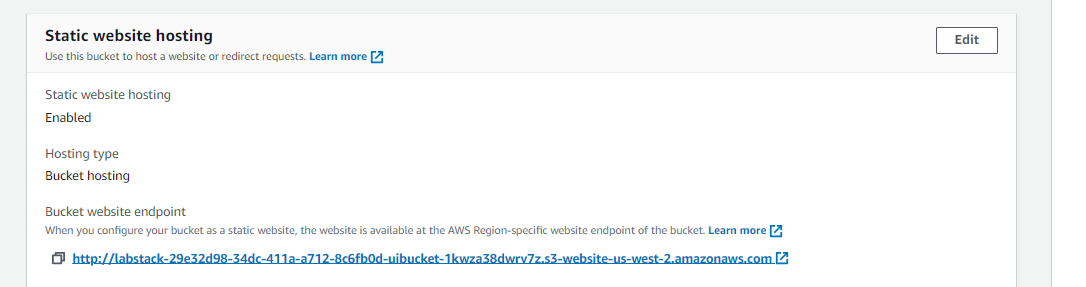 Static website hosting
Edit
Use this bucket to host a website or redirect requests. Learn more
Static website hosting
Enabled
Hosting type
Bucket hosting
Bucket website endpoint
When you configure your bucket as a static website, the website is available at the AWS Region-specific website endpoint of the bucket. Learn more
http://labstack-29e32d98-34dc-411a-a712-8c6fb0d-uibucket-1kwza38dwrv7z.s3-website-us-west-2.amazonaws.com